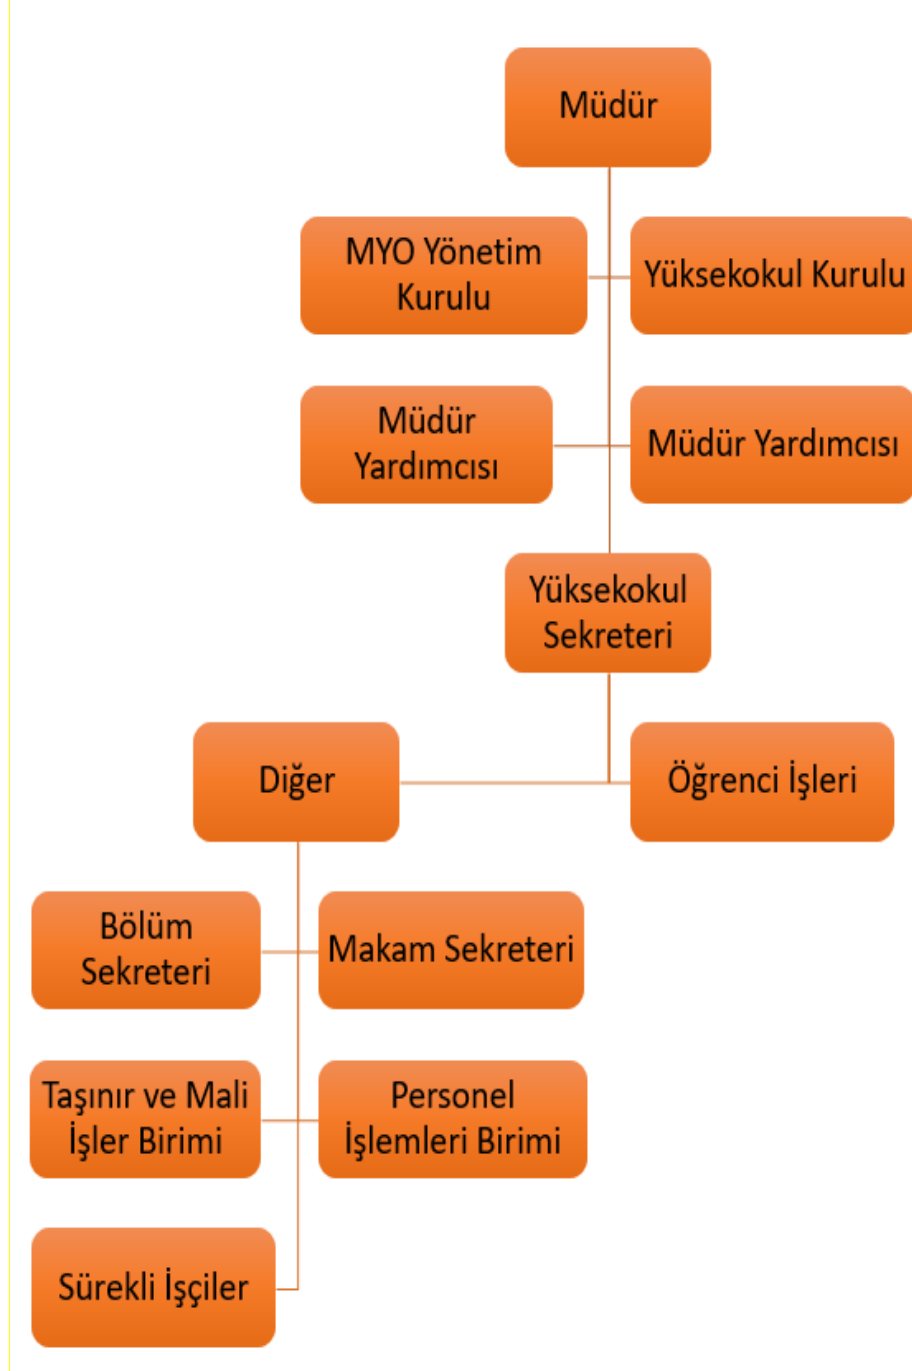 Müdür
MYO Yönetim
Kurulu
Yüksekokul Kurulu
Müdür
Yardımcısı
Müdür Yardımcısı
Yüksekokul
Sekreteri
Diğer
Öğrenci İşleri
Bölüm
Sekreteri
Makam Sekreteri
Taşınır ve Mali
İşler Birimi
Personel
İşlemleri Birimi
Sürekli İşçiler